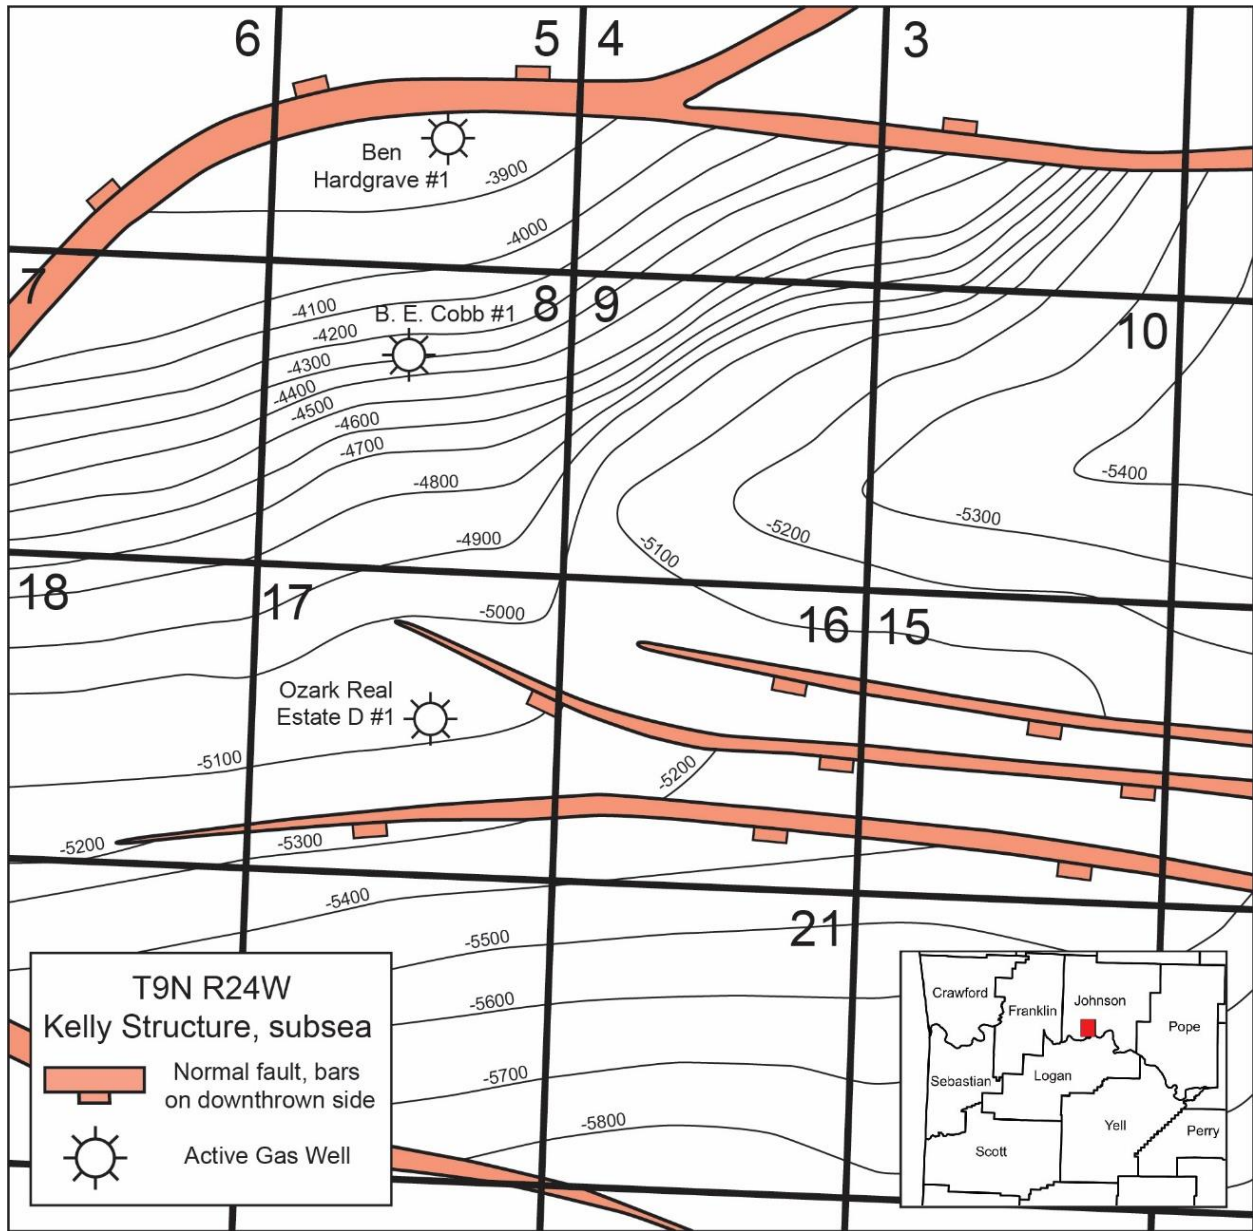 6
5
4
3
Ben
Hardgrave #1
-3900
-4000
7
-4100
B. E. Cobb #1
8
9
10
-4200
-4300
-4400
-4500
-4600
-4700
-4800
-5400
-4900
-5300
-5200
-5100
18
17
-5000
16
15
Ozark Real
Estate D #1
-5100
-5200
-5200
-5300
-5400
21
-5500
-5600
-5700
-5800
T9N R24W
Kelly Structure, subsea
Normal fault, bars
on downthrown side
Active Gas Well
Crawford
Franklin
Johnson
Pope
Sebastian
Logan
Yell
Perry
Scott